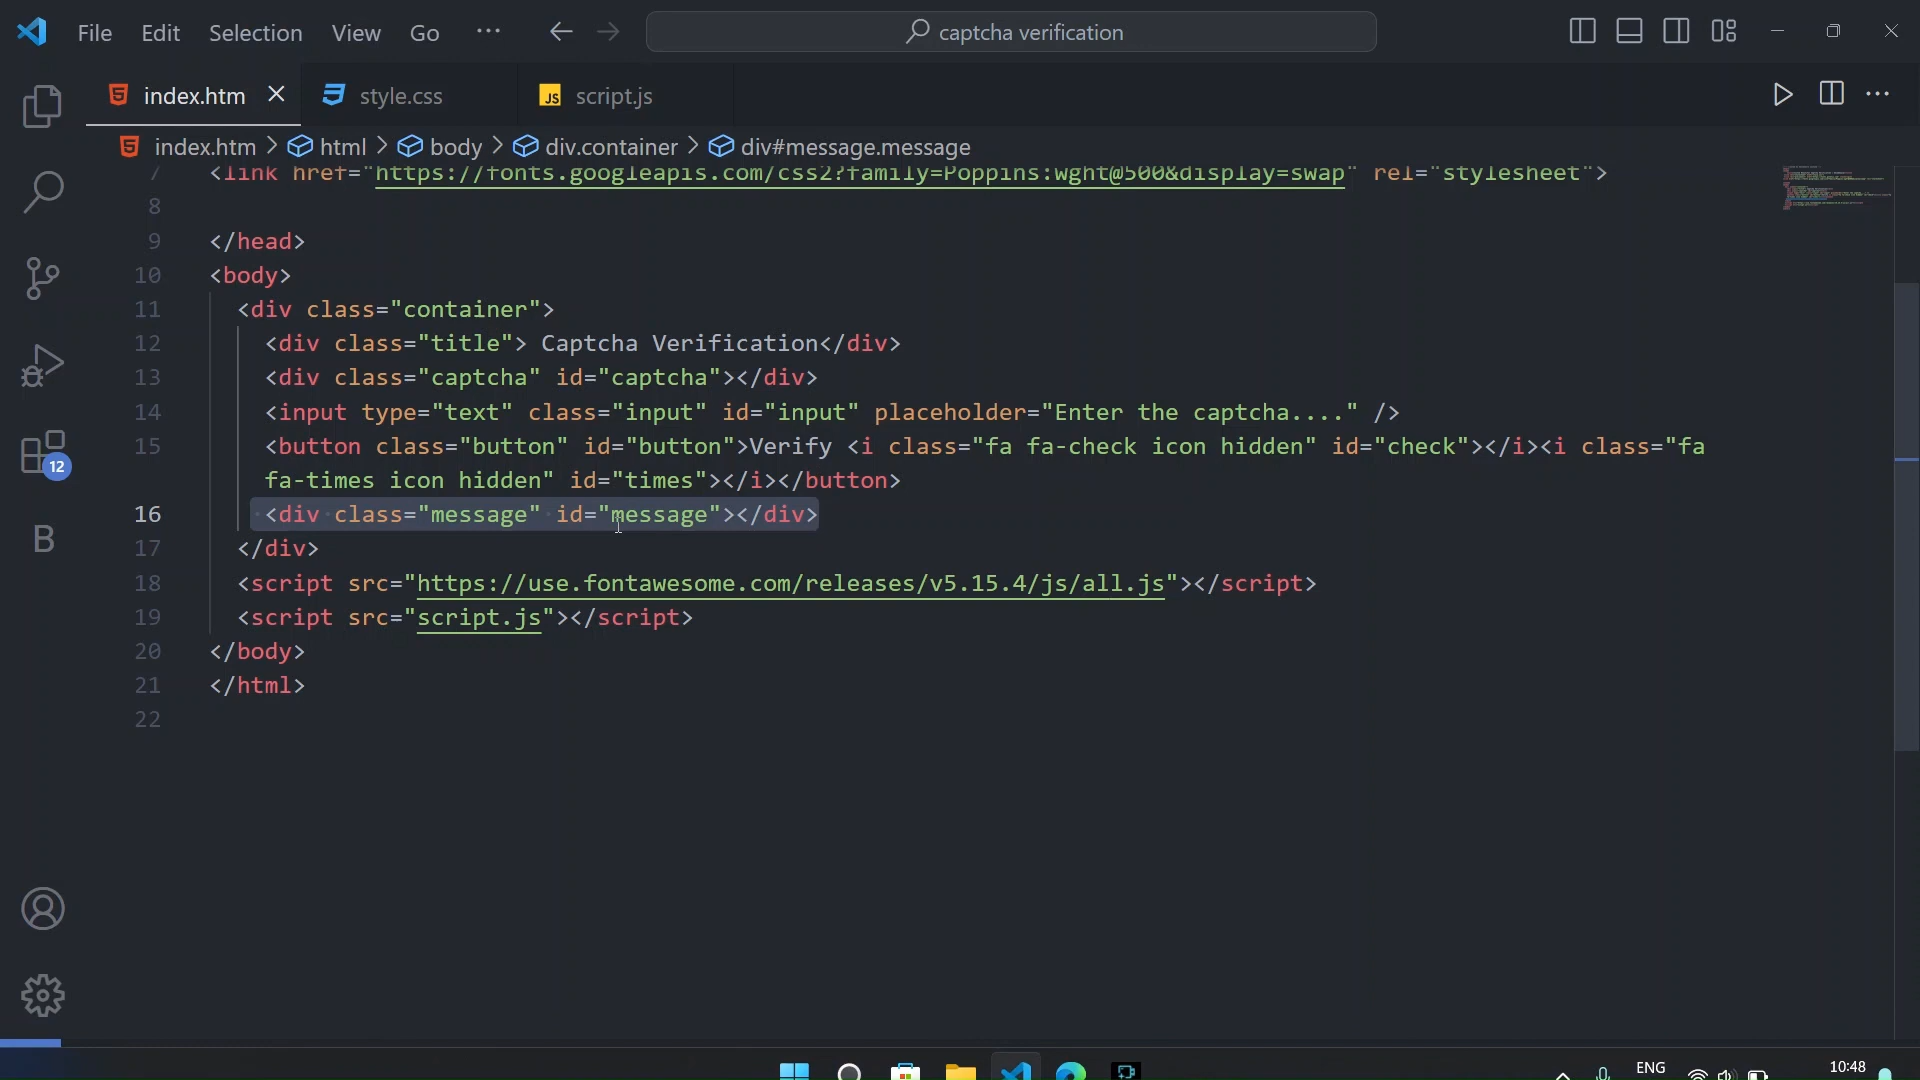 File Edit Selection View Go ··· captcha verification
index.htm style.css script.js
index.htm > html > body > div.container > div#message.message
7 <link href="https://fonts.googleapis.com/css2?family=Poppins:wght@500&display=swap" rel="stylesheet">
8
9 </head>
10 <body>
11 <div class="container">
12 <div class="title"> Captcha Verification</div>
13 <div class="captcha" id="captcha"></div>
14 <input type="text" class="input" id="input" placeholder="Enter the captcha...." />
15 <button class="button" id="button">Verify <i class="fa fa-check icon hidden" id="check"></i><i class="fa
fa-times icon hidden" id="times"></i></button>
16 <div class="message" id="message"></div>
17 </div>
18 <script src="https://use.fontawesome.com/releases/v5.15.4/js/all.js"></script>
19 <script src="script.js"></script>
20 </body>
21 </html>
22
12
B
ENG 10:48